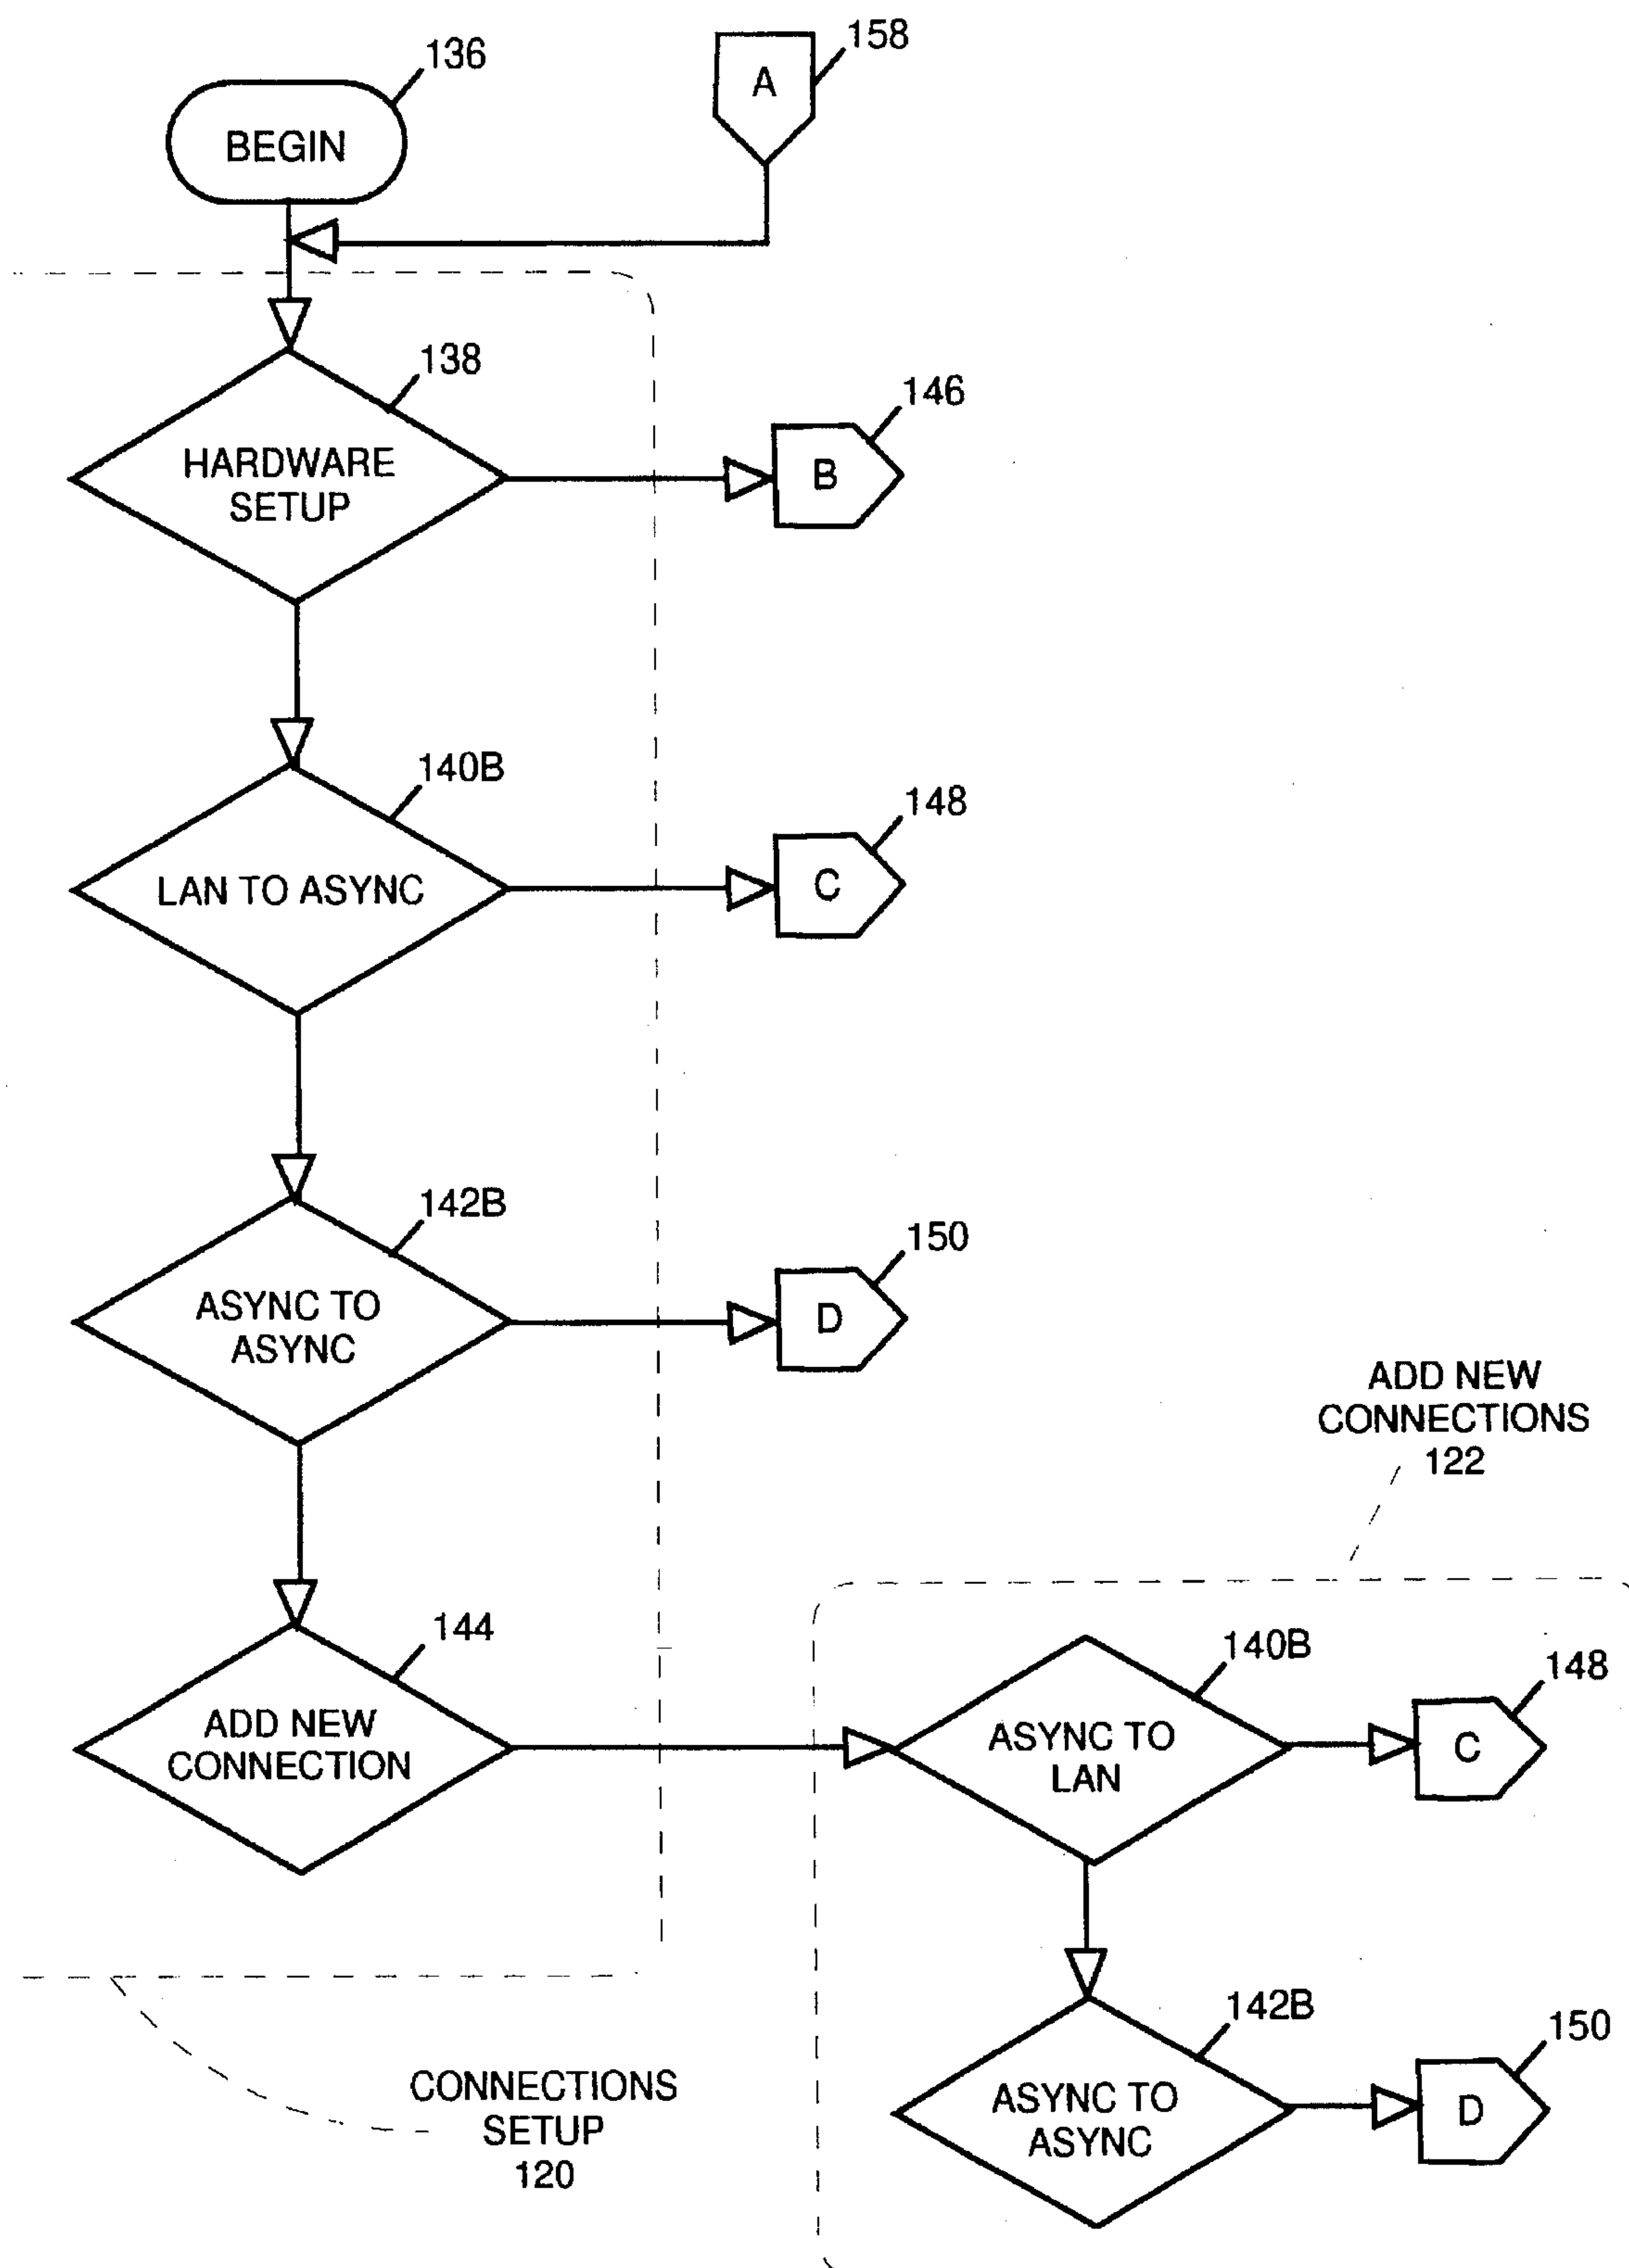 136
158
A
BEGIN
138
HARDWARE
SETUP
146
B
140B
LAN TO ASYNC
148
C
142B
ASYNC TO
ASYNC
150
D
ADD NEW
CONNECTIONS
122
144
ADD NEW
CONNECTION
140B
ASYNC TO
LAN
148
C
142B
ASYNC TO
ASYNC
150
D
CONNECTIONS
SETUP
120